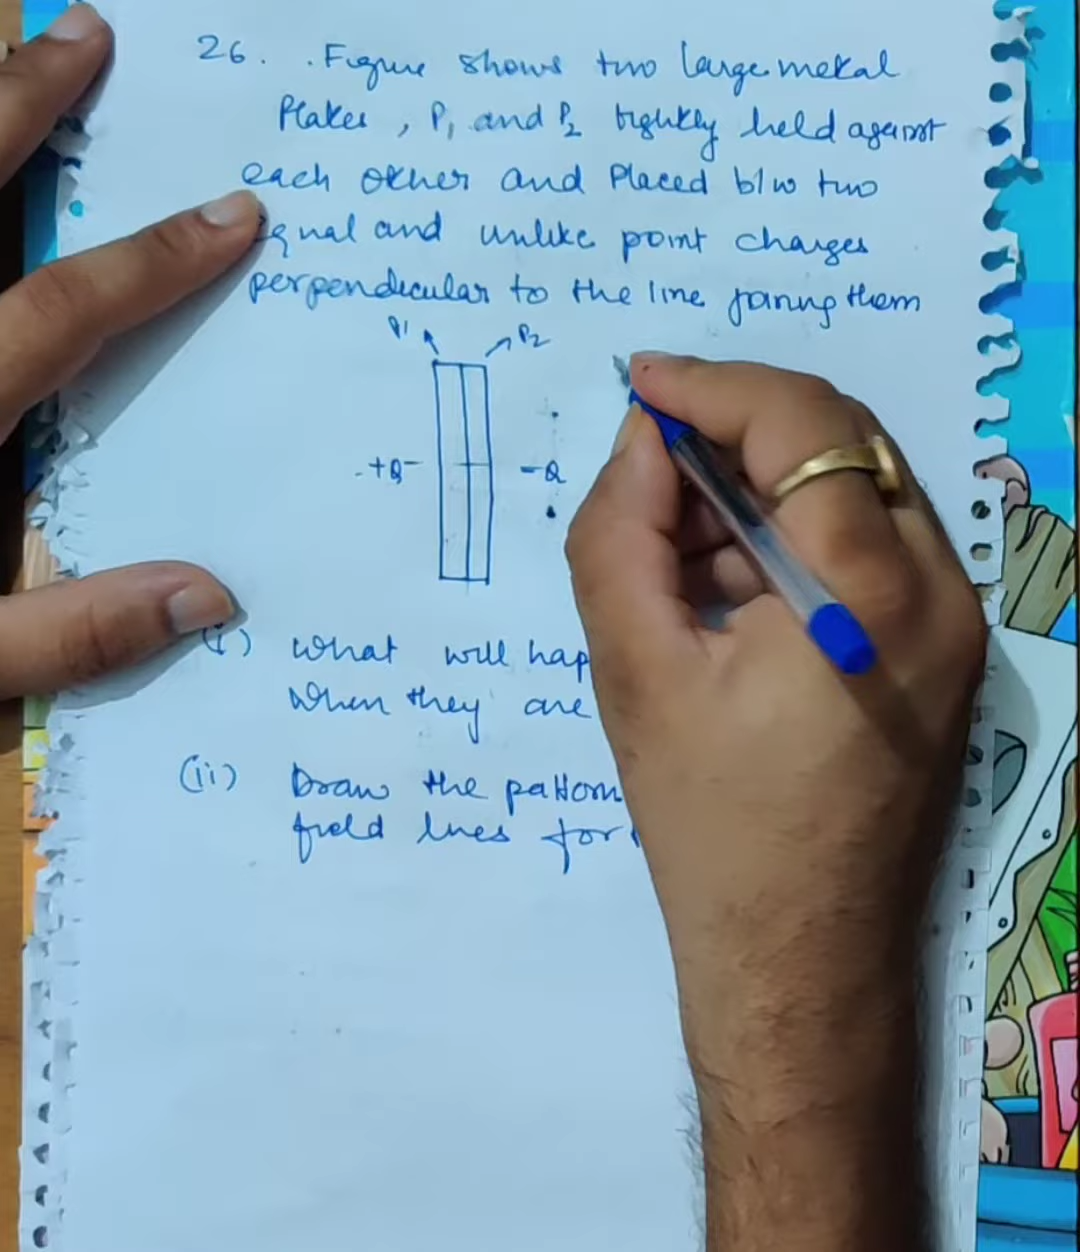 26. . Figure shows two large metal
Plates, P1 and P2 tightly held against
each other and Placed b/w two
equal and unlike point charges
perpendicular to the line joining them
P1 P2
+Q - Q
(i) What will hap
when they are
(ii) Draw the pattern
field lines for